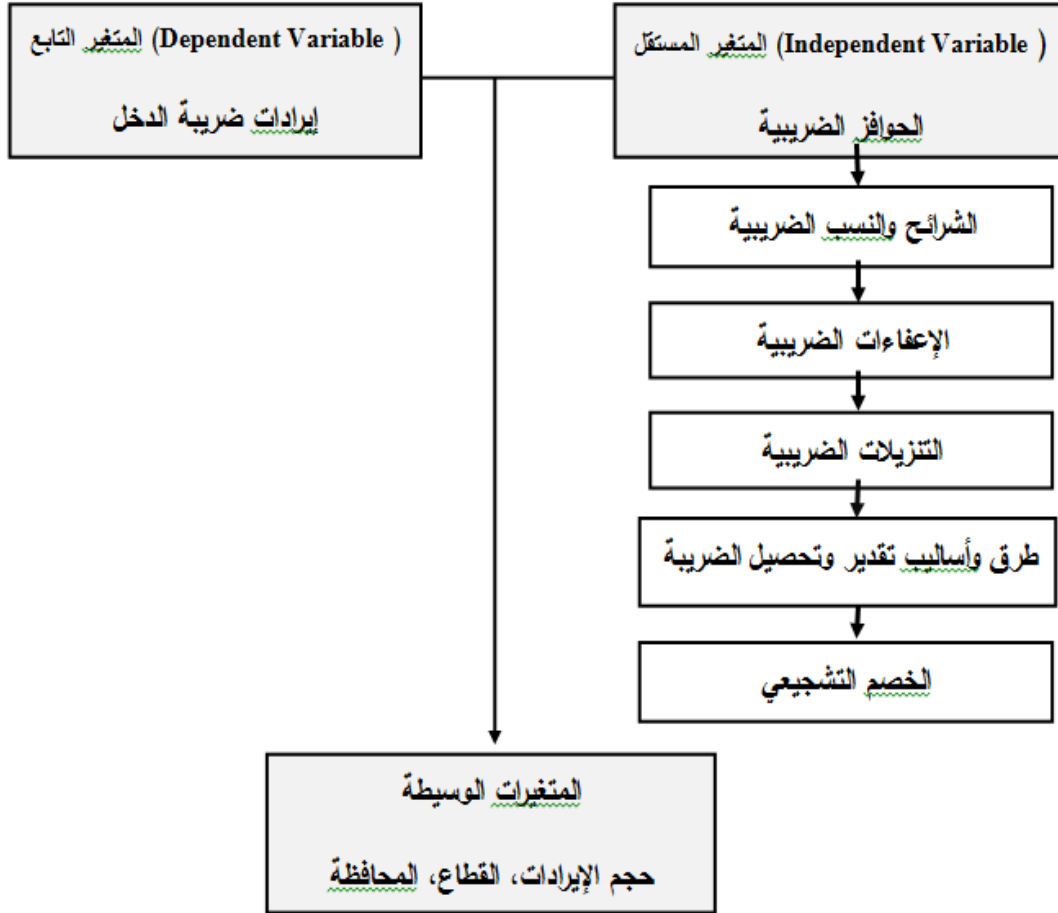 المتغير المستقل (Independent Variable )
الحوافز الضريبية
المتغير التابع (Dependent Variable )
إيرادات ضريبة الدخل
الشرائح والنسب الضريبية
الإعفاءات الضريبية
التنزيلات الضريبية
طرق وأساليب تقدير وتحصيل الضريبة
الخصم التشجيعي
المتغيرات الوسيطة
حجم الإيرادات، القطاع، المحافظة